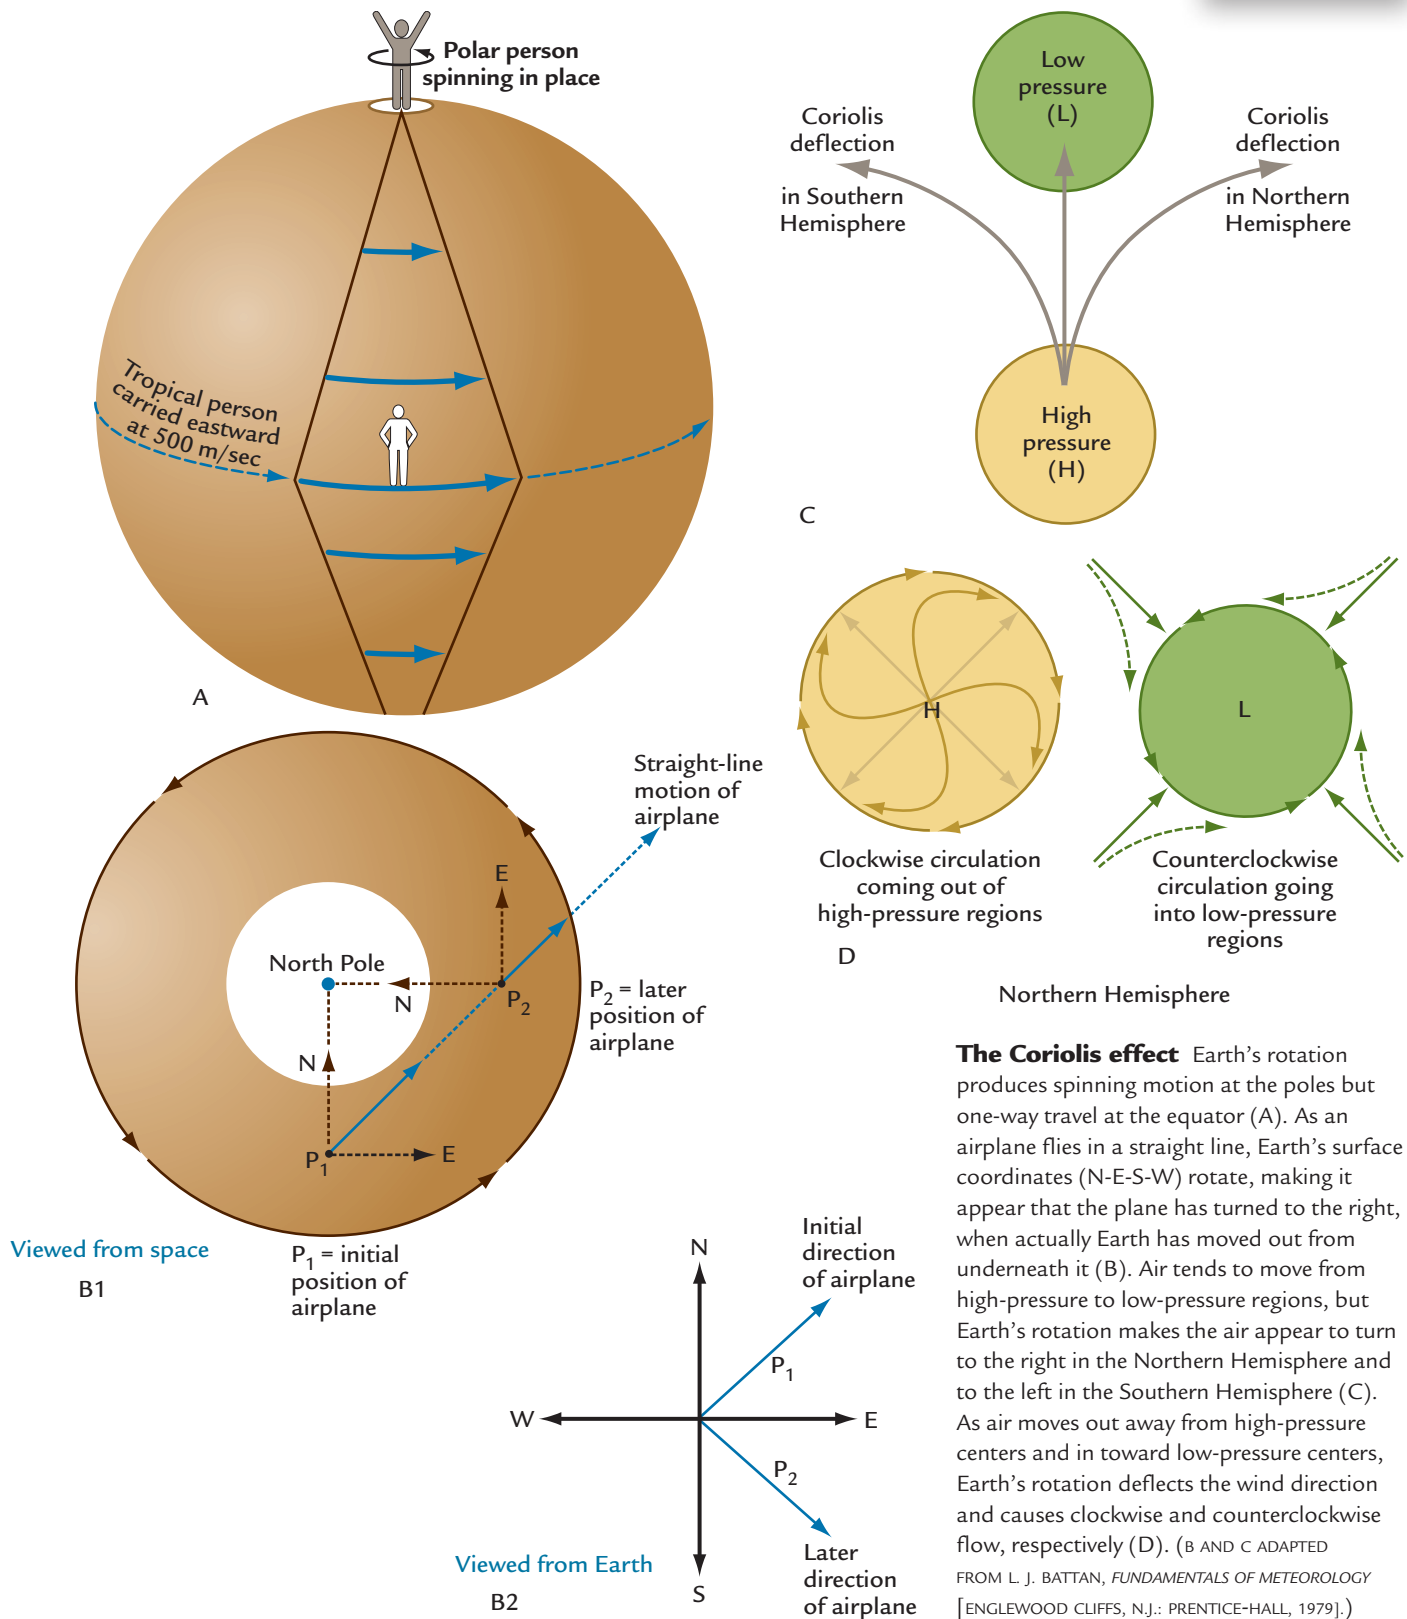 Polar person
spinning in place
Tropical person
carried eastward
at 500 m/sec
A
Low
pressure
(L)
Coriolis
deflection
in Southern
Hemisphere
Coriolis
deflection
in Northern
Hemisphere
High
pressure
(H)
C
H
L
Clockwise circulation
coming out of
high-pressure regions
Counterclockwise
circulation going
into low-pressure
regions
D
Northern Hemisphere
Straight-line
motion of
airplane
E
North Pole
N
P2
P2 = later
position of
airplane
N
P1
E
Viewed from space
B1
P1 = initial
position of
airplane
N
Initial
direction
of airplane
P1
W
E
P2
Later
direction
of airplane
S
Viewed from Earth
B2
The Coriolis effect Earth’s rotation
produces spinning motion at the poles but
one-way travel at the equator (A). As an
airplane flies in a straight line, Earth’s surface
coordinates (N-E-S-W) rotate, making it
appear that the plane has turned to the right,
when actually Earth has moved out from
underneath it (B). Air tends to move from
high-pressure to low-pressure regions, but
Earth’s rotation makes the air appear to turn
to the right in the Northern Hemisphere and
to the left in the Southern Hemisphere (C).
As air moves out away from high-pressure
centers and in toward low-pressure centers,
Earth’s rotation deflects the wind direction
and causes clockwise and counterclockwise
flow, respectively (D). (B AND C ADAPTED
FROM L. J. BATTAN, FUNDAMENTALS OF METEOROLOGY
[ENGLEWOOD CLIFFS, N.J.: PRENTICE-HALL, 1979].)